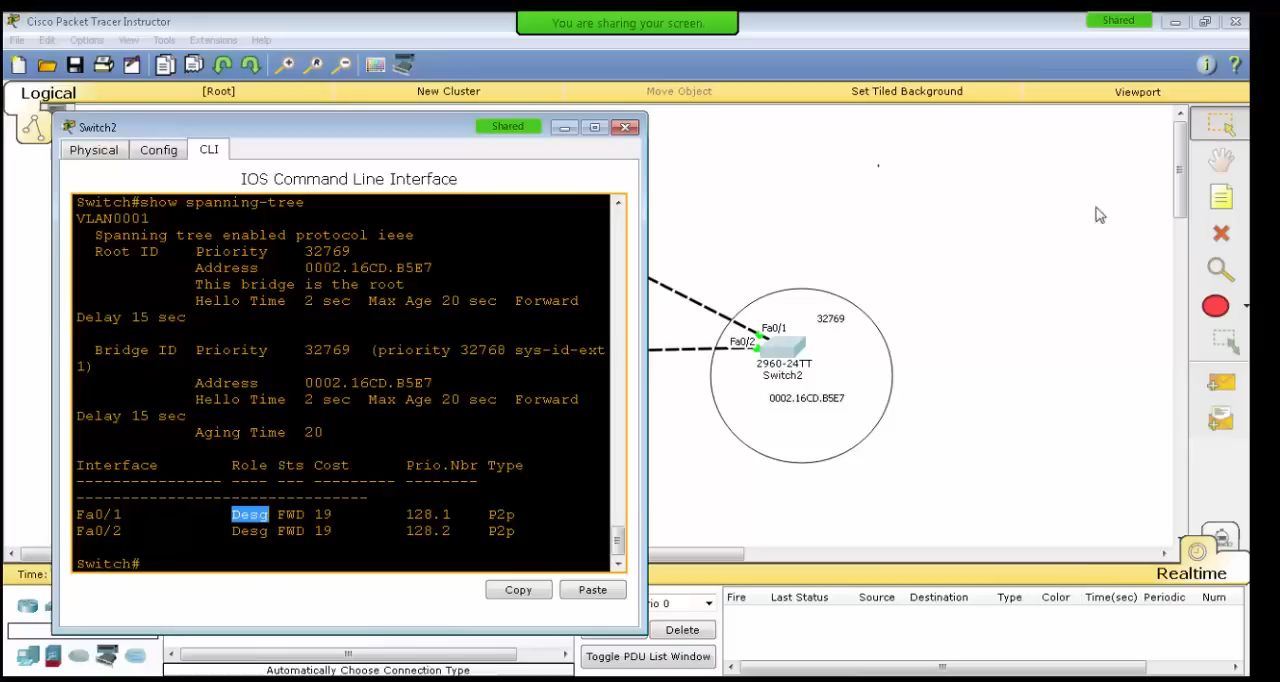 Cisco Packet Tracer Instructor
You are sharing your screen.
Shared
File Edit Options View Tools Extensions Help
Logical
[Root]
New Cluster
Move Object
Set Tiled Background
Viewport
Switch2
Shared
Physical
Config
CLI
IOS Command Line Interface
Switch#show spanning-tree
VLAN0001
Spanning tree enabled protocol ieee
Root ID Priority 32769
Address 0002.16CD.B5E7
This bridge is the root
Hello Time 2 sec Max Age 20 sec Forward
Delay 15 sec
Bridge ID Priority 32769 (priority 32768 sys-id-ext
1)
Address 0002.16CD.B5E7
Hello Time 2 sec Max Age 20 sec Forward
Delay 15 sec
Aging Time 20
Interface Role Sts Cost Prio.Nbr Type
---------------- ---- --- --------- --------
--------------------------------
Fa0/1 Desg FWD 19 128.1 P2p
Fa0/2 Desg FWD 19 128.2 P2p
Switch#
Copy
Paste
32769
Fa0/1
Fa0/2
2960-24TT
Switch2
0002.16CD.B5E7
Time:
Realtime
Fire Last Status Source Destination Type Color Time(sec) Periodic Num
Delete
Toggle PDU List Window
Automatically Choose Connection Type